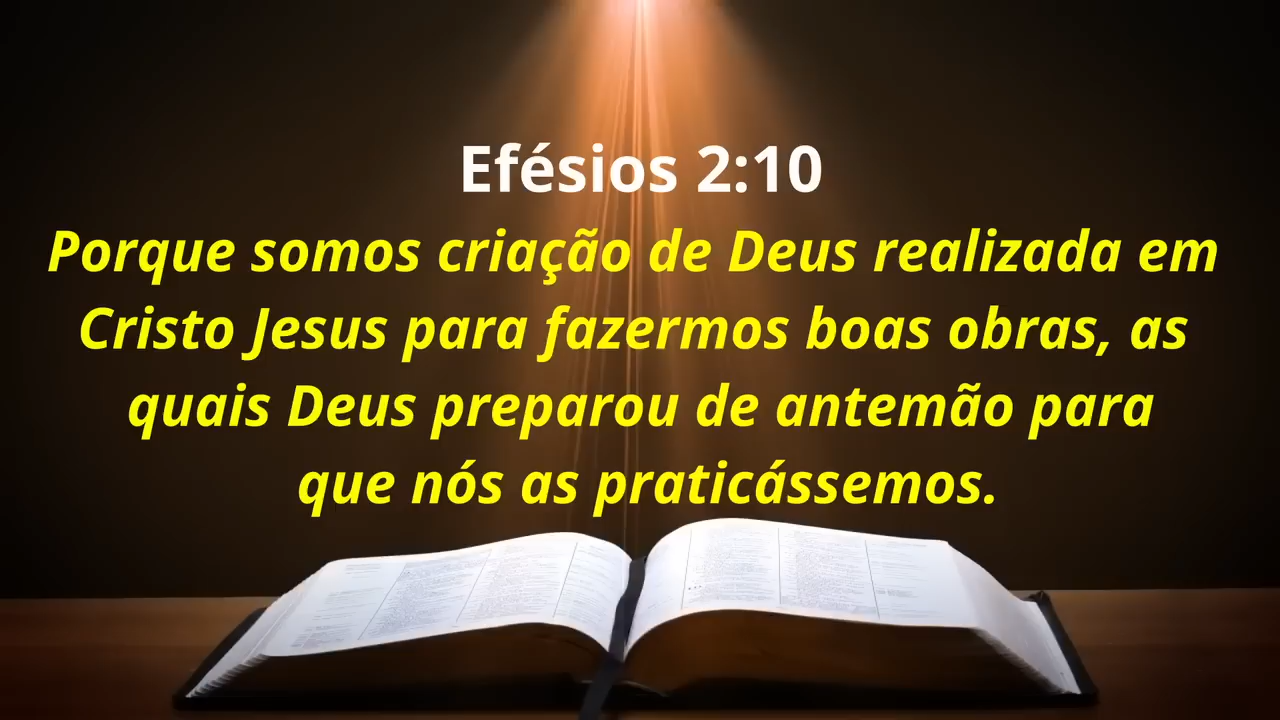 Efésios 2:10
Porque somos criação de Deus realizada em
Cristo Jesus para fazermos boas obras, as
quais Deus preparou de antemão para
que nós as praticássemos.